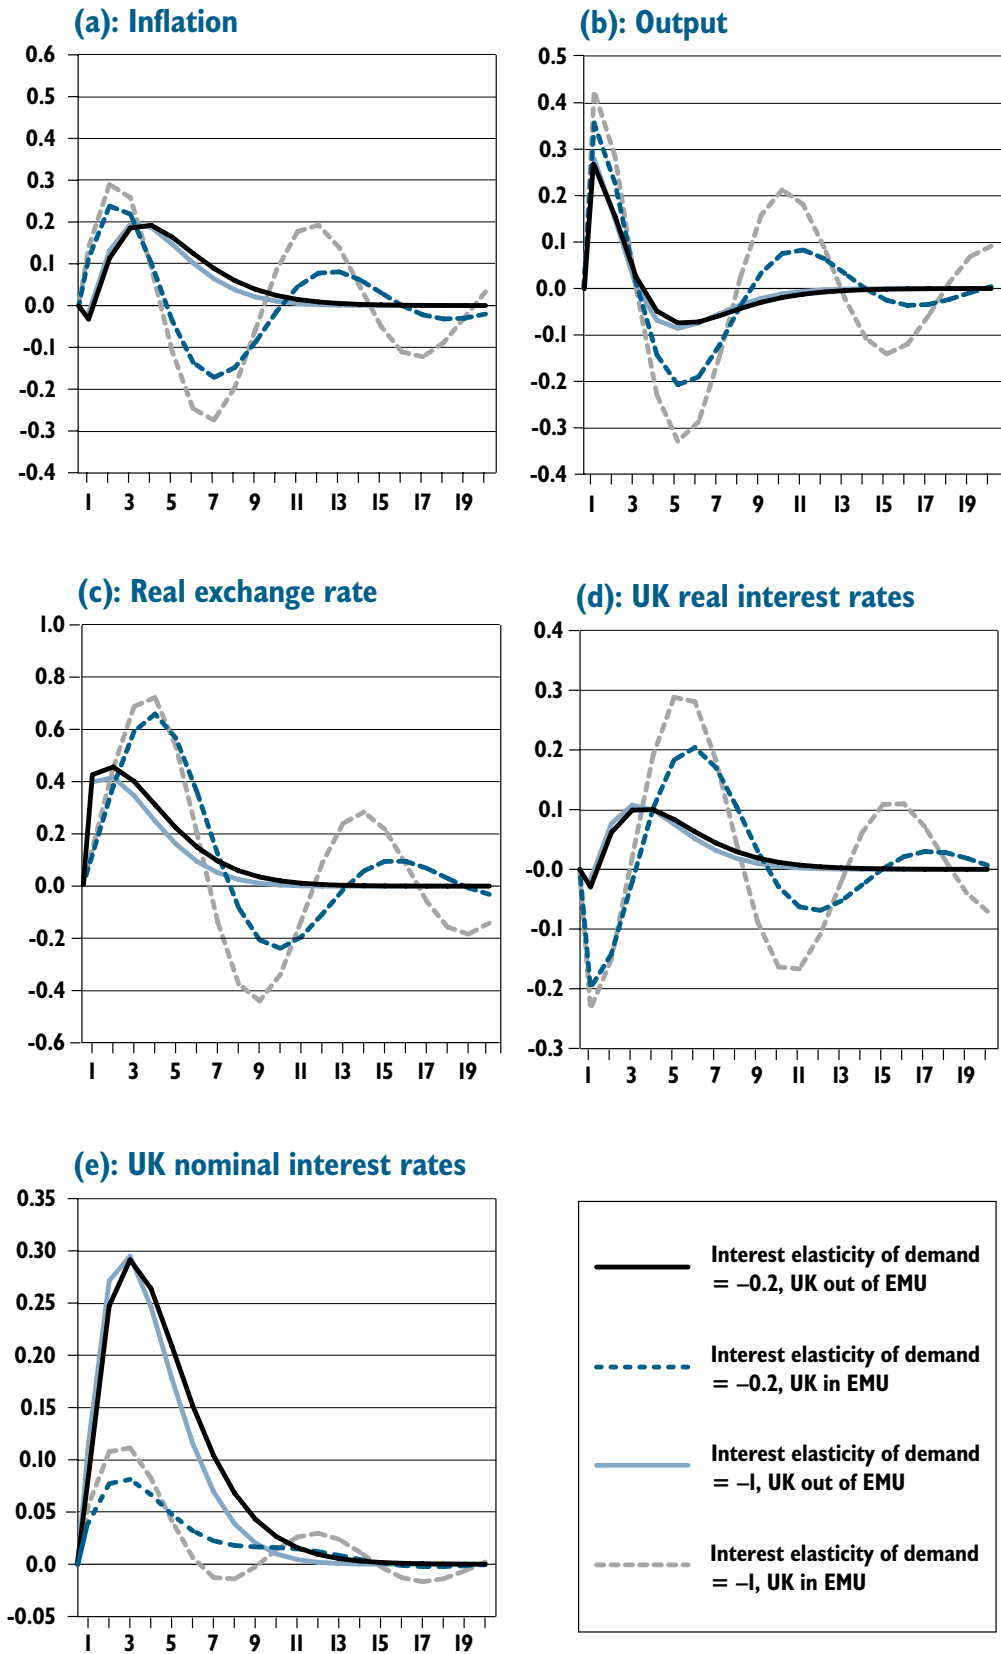 (a): Inflation
0.6
0.5
0.4
0.3
0.2
0.1
0.0
-0.1
-0.2
-0.3
-0.4
1 3 5 7 9 11 13 15 17 19
(b): Output
0.5
0.4
0.3
0.2
0.1
0.0
-0.1
-0.2
-0.3
-0.4
1 3 5 7 9 11 13 15 17 19
(c): Real exchange rate
1.0
0.8
0.6
0.4
0.2
0.0
-0.2
-0.4
-0.6
1 3 5 7 9 11 13 15 17 19
(d): UK real interest rates
0.4
0.3
0.2
0.1
-0.0
-0.1
-0.2
-0.3
1 3 5 7 9 11 13 15 17 19
(e): UK nominal interest rates
0.35
0.30
0.25
0.20
0.15
0.10
0.05
0.0
-0.05
1 3 5 7 9 11 13 15 17 19
Interest elasticity of demand
= –0.2, UK out of EMU
Interest elasticity of demand
= –0.2, UK in EMU
Interest elasticity of demand
= –1, UK out of EMU
Interest elasticity of demand
= –1, UK in EMU